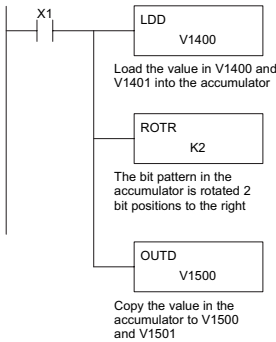 X1
LDD
V1400
Load the value in V1400 and
V1401 into the accumulator
ROTR
K2
The bit pattern in the
accumulator is rotated 2
bit positions to the right
OUTD
V1500
Copy the value in the
accumulator to V1500
and V1501